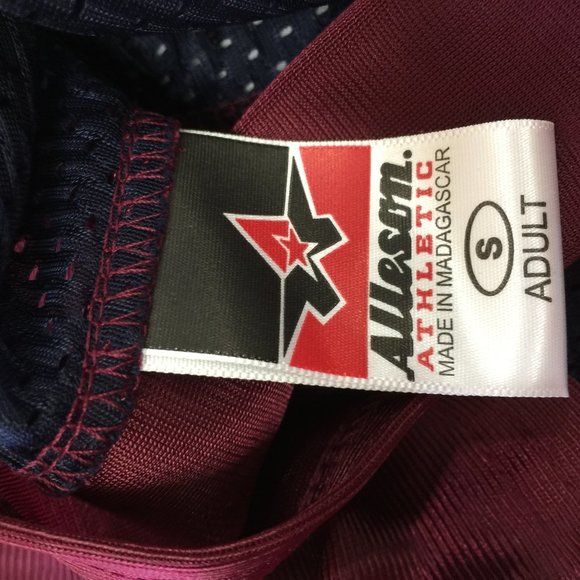 Alleson.
ATHLETIC
MADE IN MADAGASCAR
S
ADULT